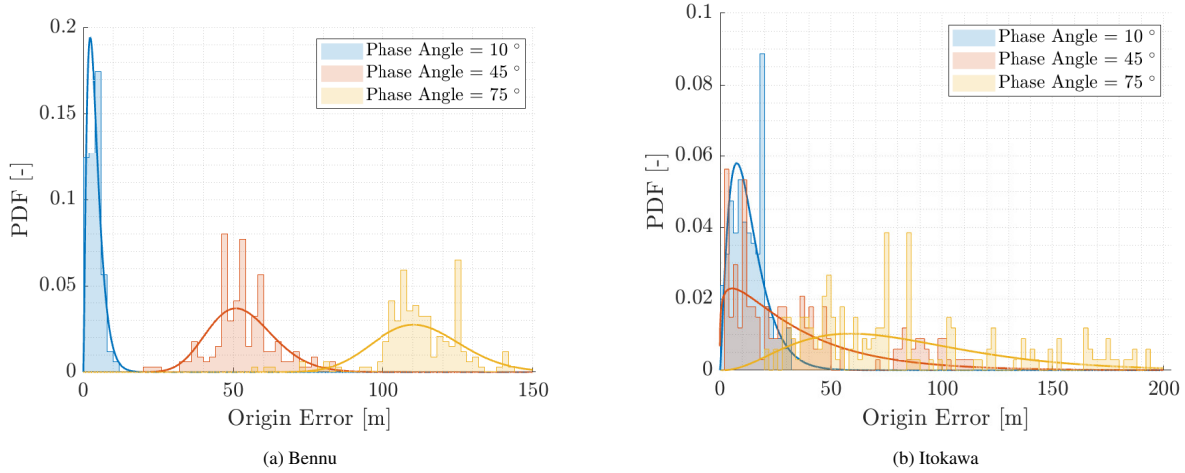 0.2
0.15
0.1
0.05
0
PDF [-]
Phase Angle = 10 °
Phase Angle = 45 °
Phase Angle = 75 °
0 50 100 150
Origin Error [m]
(a) Bennu
0.1
0.08
0.06
0.04
0.02
0
PDF [-]
Phase Angle = 10 °
Phase Angle = 45 °
Phase Angle = 75
0 50 100 150 200
Origin Error [m]
(b) Itokawa